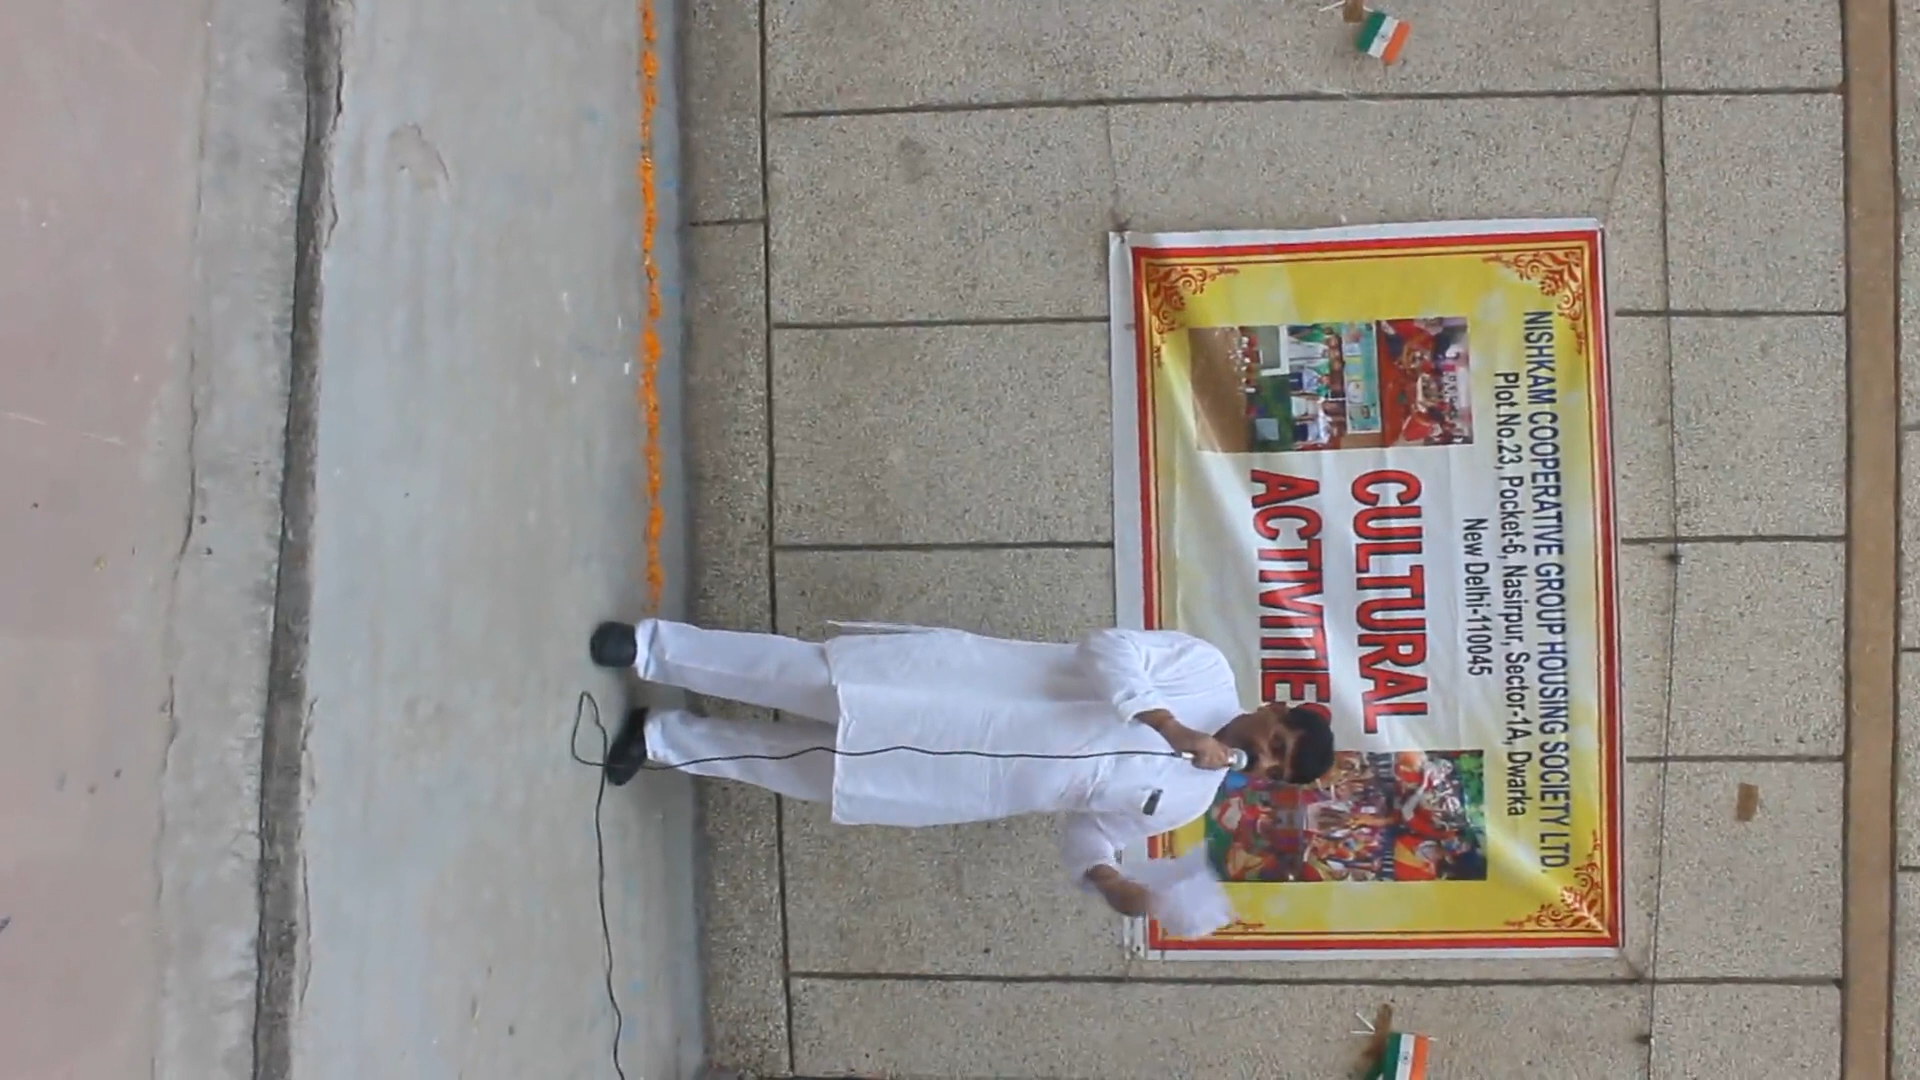 NISHKAM COOPERATIVE GROUP HOUSING SOCIETY LTD.
Plot No.23, Pocket-6, Nasirpur, Sector-1A, Dwarka
New Delhi-110045
CULTURAL
ACTIVITIES